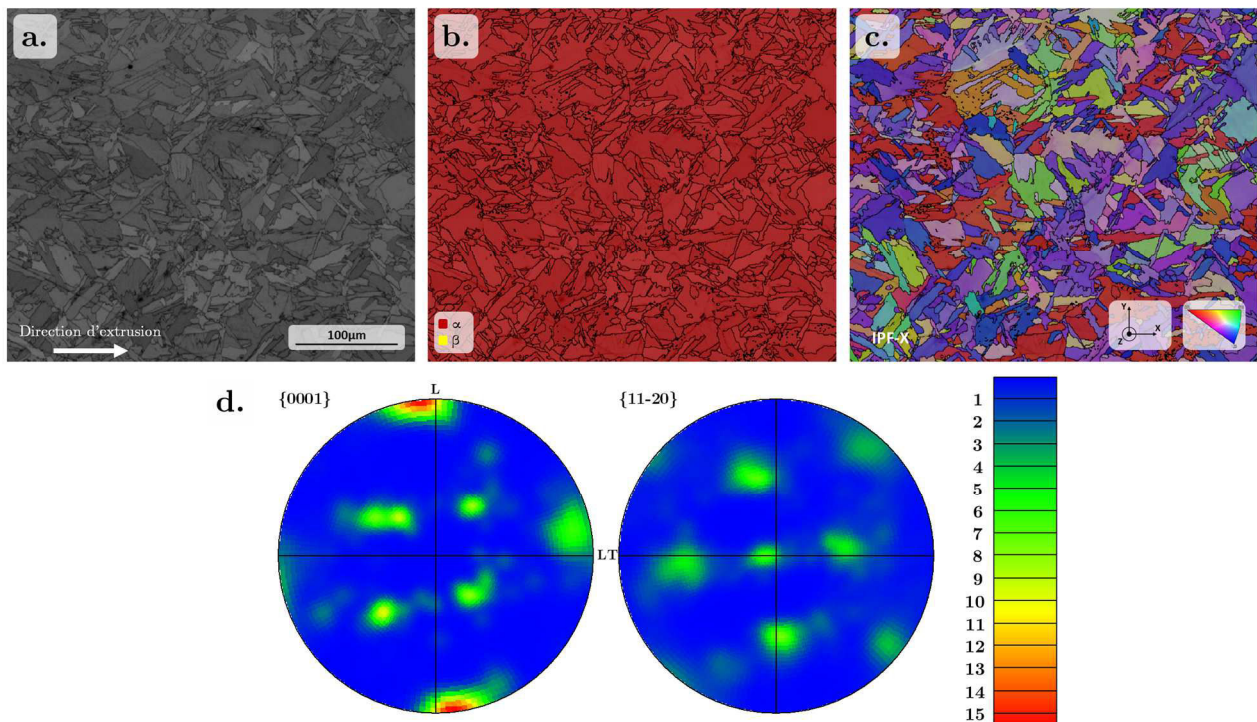 a.
b.
c.
Direction d'extrusion
100µm
α
β
IPF-X
Y
X
Z
d.
{0001}
L
{11-20}
LT
1
2
3
4
5
6
7
8
9
10
11
12
13
14
15